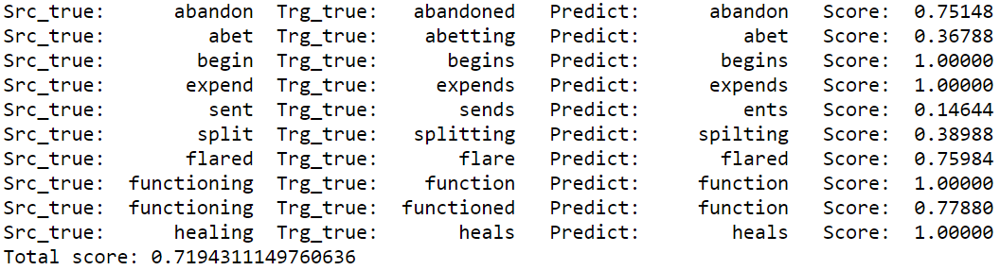 Src_true: abandon Trg_true: abandoned Predict: abandon Score: 0.75148
Src_true: abet Trg_true: abetting Predict: abet Score: 0.36788
Src_true: begin Trg_true: begins Predict: begins Score: 1.00000
Src_true: expend Trg_true: expends Predict: expends Score: 1.00000
Src_true: sent Trg_true: sends Predict: ents Score: 0.14644
Src_true: split Trg_true: splitting Predict: spilting Score: 0.38988
Src_true: flared Trg_true: flare Predict: flared Score: 0.75984
Src_true: functioning Trg_true: function Predict: function Score: 1.00000
Src_true: functioning Trg_true: functioned Predict: function Score: 0.77880
Src_true: healing Trg_true: heals Predict: heals Score: 1.00000
Total score: 0.7194311149760636